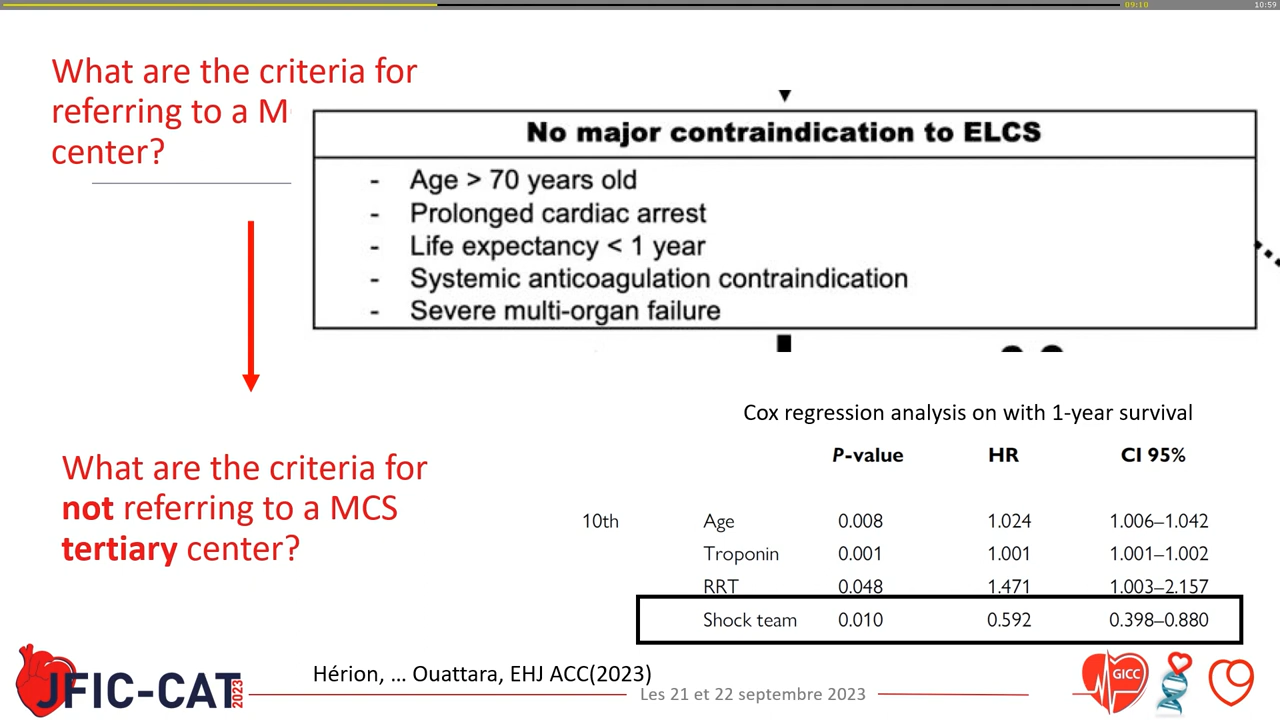 09:10
10:59
What are the criteria for
referring to a M
center?
No major contraindication to ELCS
- Age > 70 years old
- Prolonged cardiac arrest
- Life expectancy < 1 year
- Systemic anticoagulation contraindication
- Severe multi-organ failure
What are the criteria for
not referring to a MCS
tertiary center?
Cox regression analysis on with 1-year survival
P-value HR CI 95%
10th Age 0.008 1.024 1.006–1.042
Troponin 0.001 1.001 1.001–1.002
RRT 0.048 1.471 1.003–2.157
Shock team 0.010 0.592 0.398–0.880
Hérion, ... Ouattara, EHJ ACC(2023)
JFIC-CAT 2023
Les 21 et 22 septembre 2023
GICC